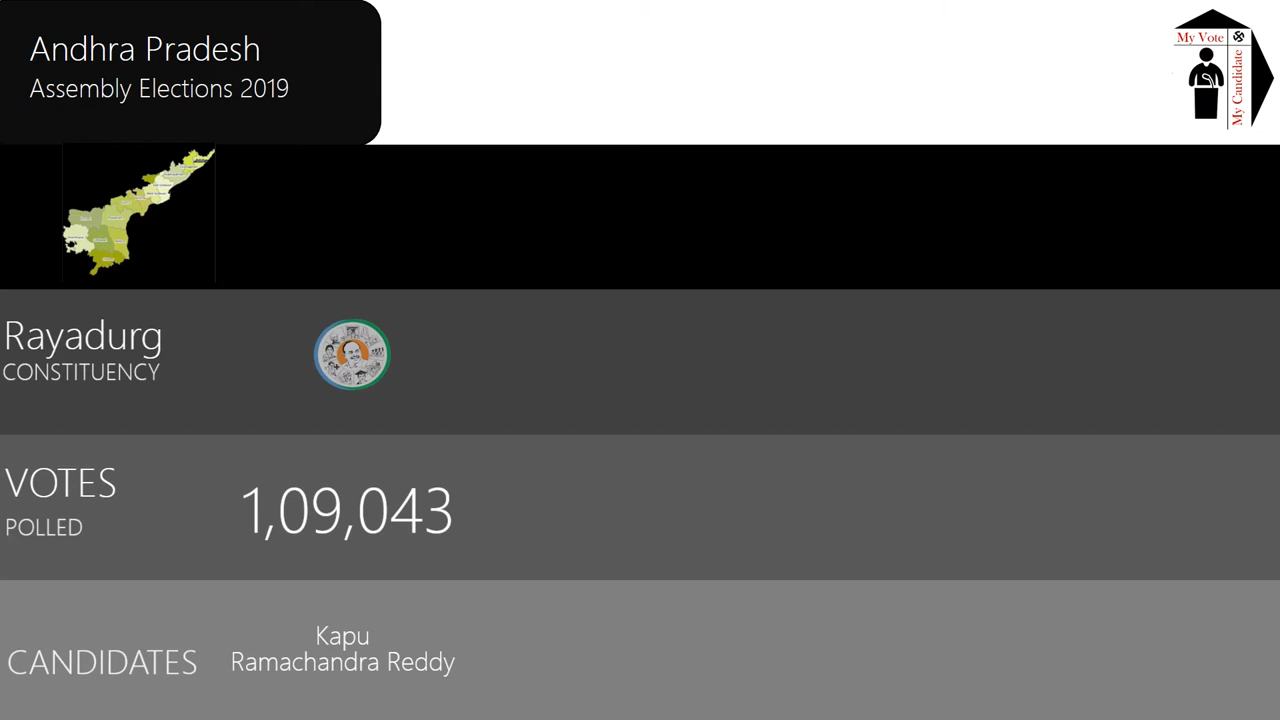 Andhra Pradesh
Assembly Elections 2019
My Vote
My Candidate
Rayadurg
CONSTITUENCY
VOTES
POLLED
1,09,043
CANDIDATES
Kapu
Ramachandra Reddy